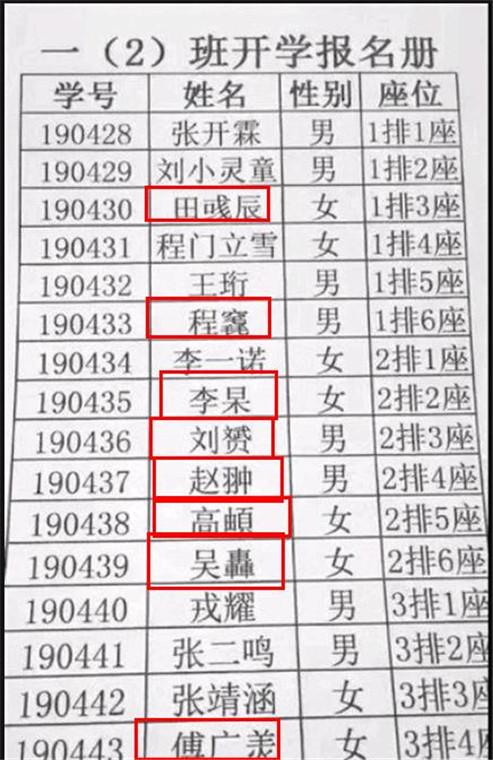 一（2）班开学报名册
学号 姓名 性别 座位
190428 张开霖 男 1排1座
190429 刘小灵童 男 1排2座
190430 田彧辰 女 1排3座
190431 程门立雪 女 1排4座
190432 王珩 男 1排5座
190433 程 男 1排6座
190434 李一诺 女 2排1座
190435 李杲 女 2排2座
190436 刘赟 男 2排3座
190437 赵翀 男 2排4座
190438 高 女 2排5座
190439 吴轟 女 2排6座
190440 戎耀 男 3排1座
190441 张二鸣 男 3排2座
190442 张靖涵 女 3排3座
190443 傅广 女 3排4座